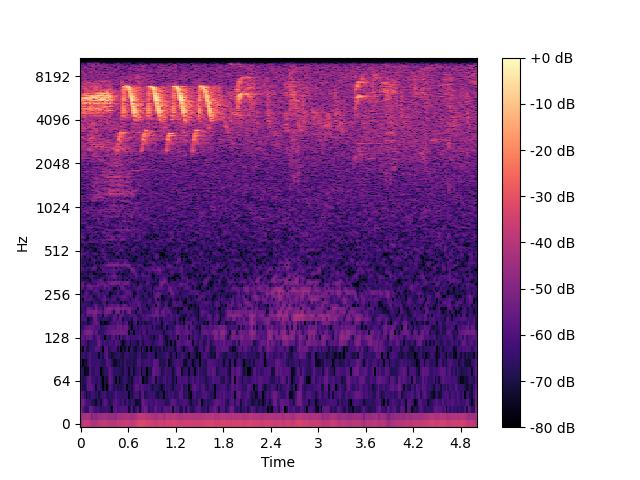 8192
4096
2048
1024
512
256
128
64
0
Hz
0 0.6 1.2 1.8 2.4 3 3.6 4.2 4.8
Time
+0 dB
-10 dB
-20 dB
-30 dB
-40 dB
-50 dB
-60 dB
-70 dB
-80 dB